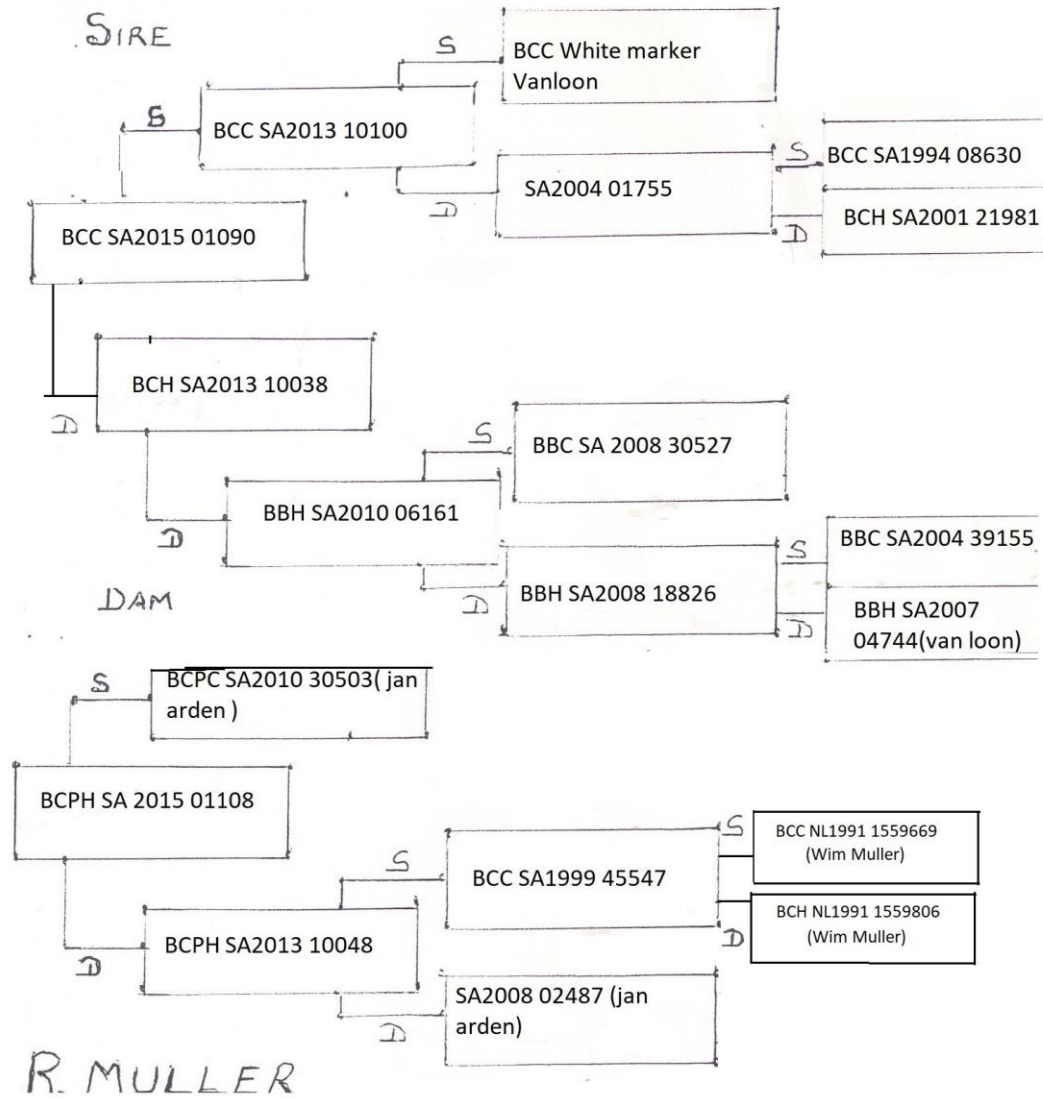 SIRE
S
BCC White marker
Vanloon
S
BCC SA2013 10100
S
BCC SA1994 08630
D
SA2004 01755
D
BCH SA2001 21981
BCC SA2015 01090
BCH SA2013 10038
D
S
BBC SA 2008 30527
BBH SA2010 06161
D
S
BBC SA2004 39155
D
BBH SA2008 18826
D
BBH SA2007
04744(van loon)
DAM
S
BCPC SA2010 30503( jan
arden )
BCPH SA 2015 01108
S
BCC NL1991 1559669
(Wim Muller)
S
BCC SA1999 45547
D
BCH NL1991 1559806
(Wim Muller)
D
BCPH SA2013 10048
D
SA2008 02487 (jan
arden)
R. MULLER